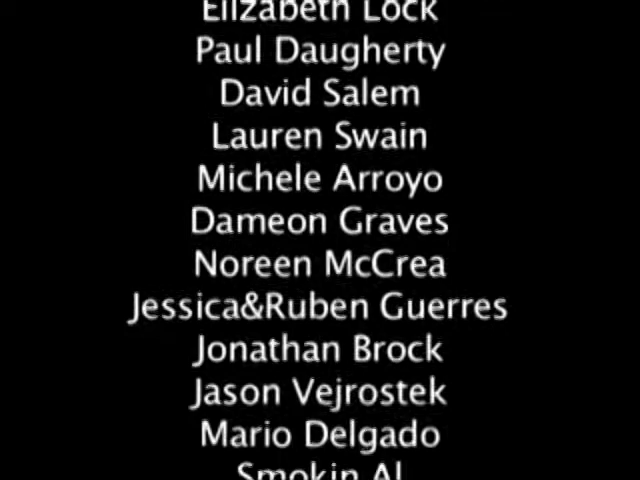 Elizabeth Lock
Paul Daugherty
David Salem
Lauren Swain
Michele Arroyo
Dameon Graves
Noreen McCrea
Jessica&Ruben Guerres
Jonathan Brock
Jason Vejrostek
Mario Delgado
Smokin Al